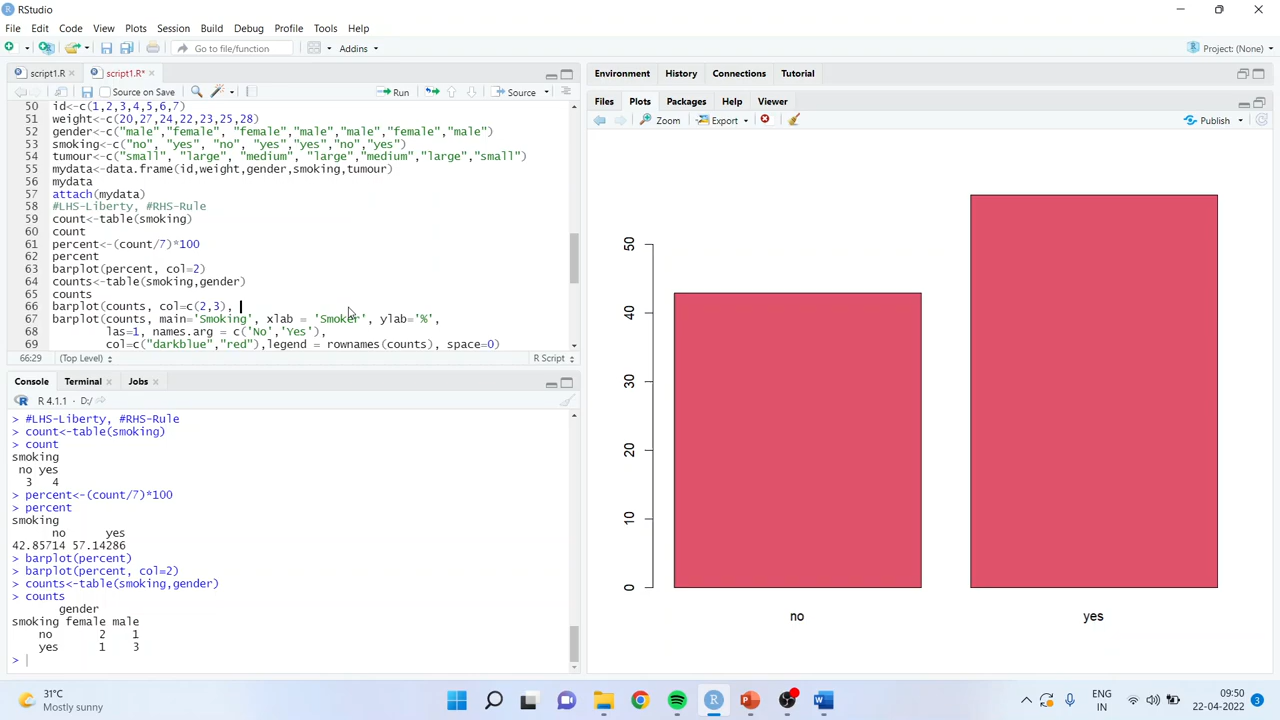 RStudio
File Edit Code View Plots Session Build Debug Profile Tools Help
Go to file/function Addins Project: (None)
script1.R script1.R*
Source on Save Run Source
50 id<-c(1,2,3,4,5,6,7)
51 weight<-c(20,27,24,22,23,25,28)
52 gender<-c("male","female", "female","male","male","female","male")
53 smoking<-c("no", "yes", "no", "yes","yes","no","yes")
54 tumour<-c("small", "large", "medium", "large","medium","large","small")
55 mydata<-data.frame(id,weight,gender,smoking,tumour)
56 mydata
57 attach(mydata)
58 #LHS-Liberty, #RHS-Rule
59 count<-table(smoking)
60 count
61 percent<-(count/7)*100
62 percent
63 barplot(percent, col=2)
64 counts<-table(smoking,gender)
65 counts
66 barplot(counts, col=c(2,3),
67 barplot(counts, main='Smoking', xlab = 'Smoker', ylab='%',
68 las=1, names.arg = c('No','Yes'),
69 col=c("darkblue","red"),legend = rownames(counts), space=0)
66:29 (Top Level) R Script
Console Terminal Jobs
R 4.1.1 · D:/
> #LHS-Liberty, #RHS-Rule
> count<-table(smoking)
> count
smoking
no yes
3 4
> percent<-(count/7)*100
> percent
smoking
no yes
42.85714 57.14286
> barplot(percent)
> barplot(percent, col=2)
> counts<-table(smoking,gender)
> counts
gender
smoking female male
no 2 1
yes 1 3
>
Environment History Connections Tutorial
Files Plots Packages Help Viewer
Zoom Export Publish
50
40
30
20
10
0
no yes
31°C
Mostly sunny
ENG
IN
09:50
22-04-2022
3